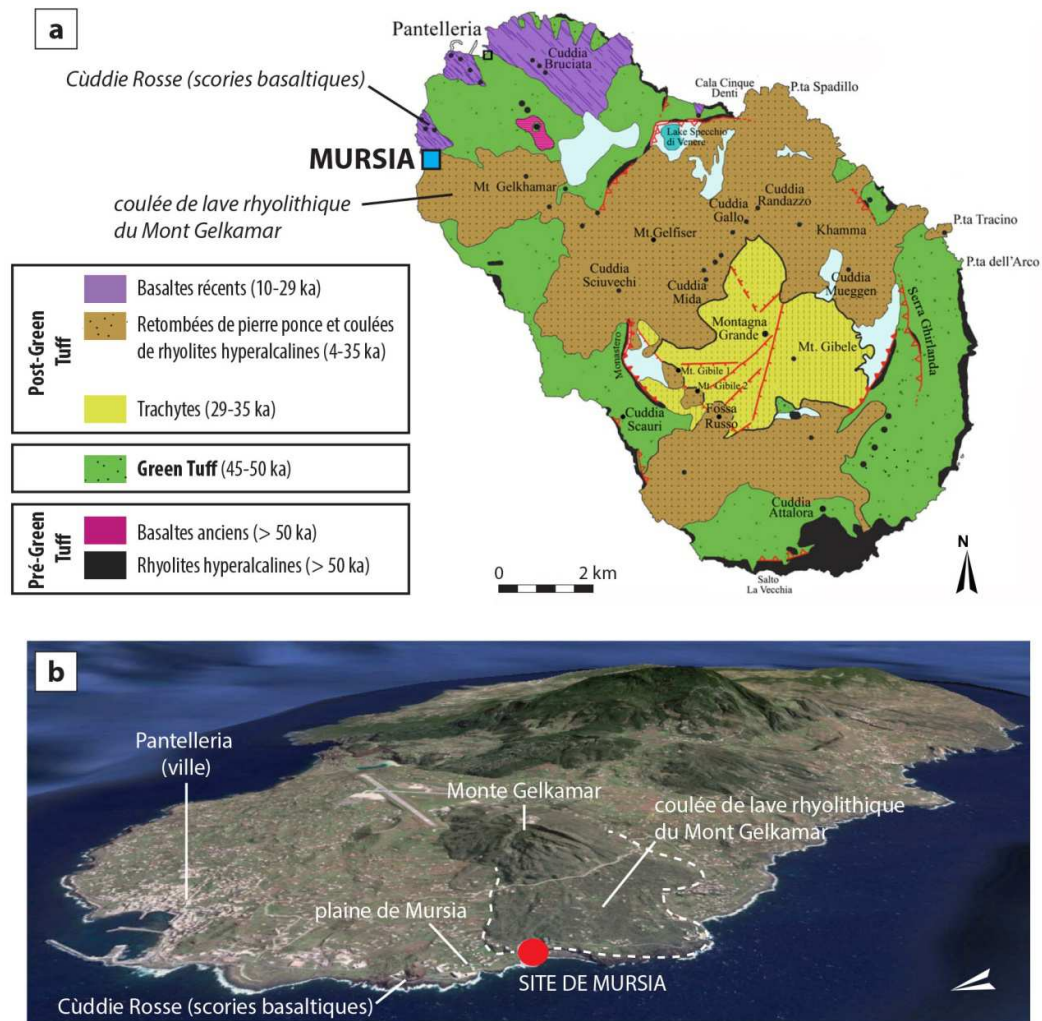 a
Pantelleria
Cùddie Rosse (scories basaltiques)
Cuddia
Bruciata
Cala Cinque
Denti
P.ta Spadillo
Lake Specchio
di Venere
MURSIA
Mt Gelkhamar
coulée de lave rhyolithique
du Mont Gelkamar
Cuddia
Randazzo
Cuddia
Gallo
Mt.Gelfiser
Khamma
P.ta Tracino
P.ta dell'Arco
Cuddia
Sciuvechi
Cuddia
Mida
Cuddia
Mueggen
Serra Ghirlanda
Montagna
Grande
Mt. Gibele
Monastero
Mt. Gibile 1
Mt. Gibile 2
Fossa
Russo
Cuddia
Scauri
Cuddia
Attalora
Salto
La Vecchia
Post-Green
Tuff
Basaltes récents (10-29 ka)
Retombées de pierre ponce et coulées
de rhyolites hyperalcalines (4-35 ka)
Trachytes (29-35 ka)
Green Tuff (45-50 ka)
Pré-Green
Tuff
Basaltes anciens (> 50 ka)
Rhyolites hyperalcalines (> 50 ka)
0 2 km
N
b
Pantelleria
(ville)
Monte Gelkamar
coulée de lave rhyolithique
du Mont Gelkamar
plaine de Mursia
SITE DE MURSIA
Cùddie Rosse (scories basaltiques)